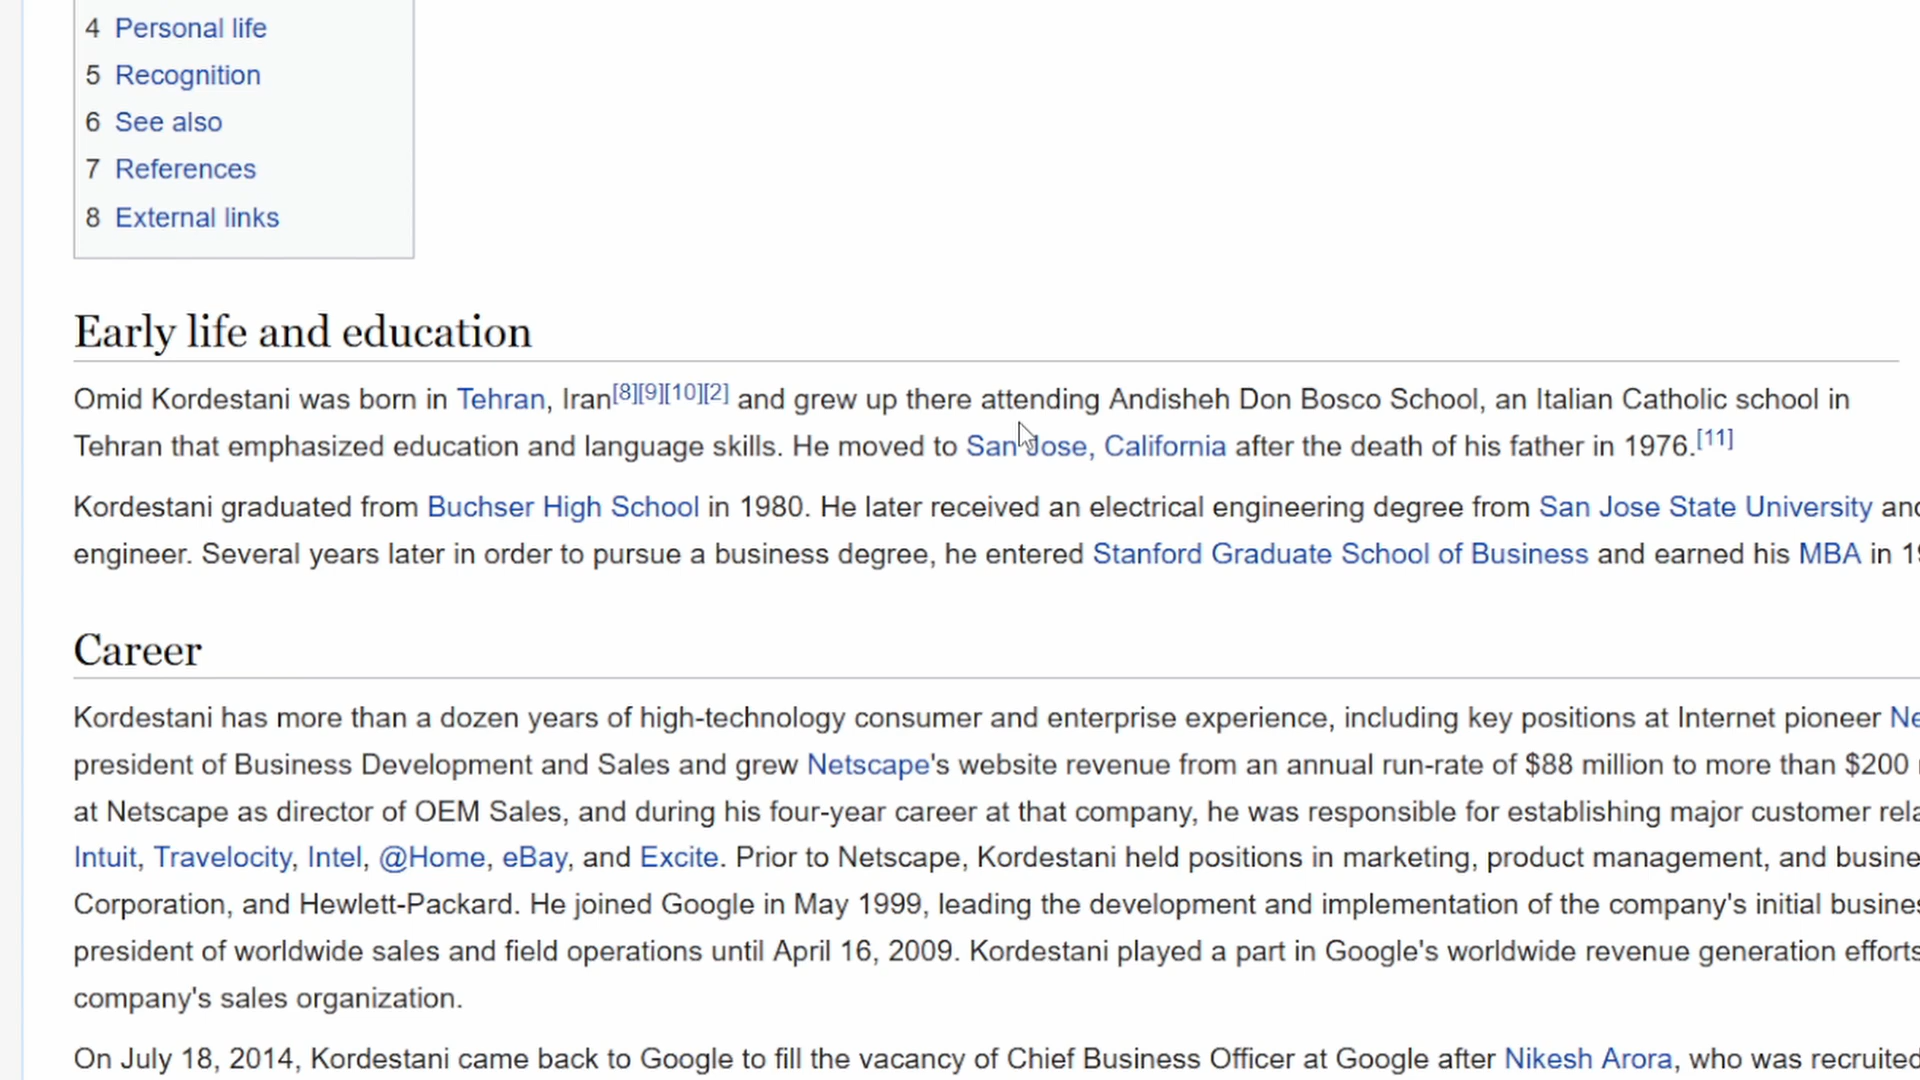 4 Personal life
5 Recognition
6 See also
7 References
8 External links
Early life and education
Omid Kordestani was born in Tehran, Iran[8][9][10][2] and grew up there attending Andisheh Don Bosco School, an Italian Catholic school in
Tehran that emphasized education and language skills. He moved to San Jose, California after the death of his father in 1976.[11]
Kordestani graduated from Buchser High School in 1980. He later received an electrical engineering degree from San Jose State University
engineer. Several years later in order to pursue a business degree, he entered Stanford Graduate School of Business and earned his MBA in
Career
Kordestani has more than a dozen years of high-technology consumer and enterprise experience, including key positions at Internet pioneer
president of Business Development and Sales and grew Netscape's website revenue from an annual run-rate of $88 million to more than $200
at Netscape as director of OEM Sales, and during his four-year career at that company, he was responsible for establishing major customer
Intuit, Travelocity, Intel, @Home, eBay, and Excite. Prior to Netscape, Kordestani held positions in marketing, product management, and
Corporation, and Hewlett-Packard. He joined Google in May 1999, leading the development and implementation of the company's initial
president of worldwide sales and field operations until April 16, 2009. Kordestani played a part in Google's worldwide revenue generation efforts
company's sales organization.
On July 18, 2014, Kordestani came back to Google to fill the vacancy of Chief Business Officer at Google after Nikesh Arora, who was recruited